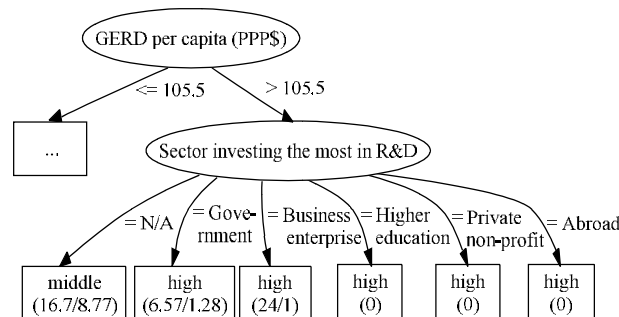 GERD per capita (PPP$)
<= 105.5
> 105.5
...
Sector investing the most in R&D
= N/A
= Gove-
rnment
= Business
enterprise
= Higher
education
= Private
non-profit
= Abroad
middle
(16.7/8.77)
high
(6.57/1.28)
high
(24/1)
high
(0)
high
(0)
high
(0)